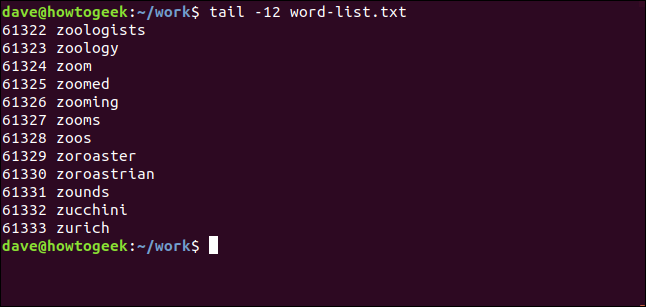 dave@howtogeek:~/work$ tail -12 word-list.txt
61322 zoologists
61323 zoology
61324 zoom
61325 zoomed
61326 zooming
61327 zooms
61328 zoos
61329 zoroaster
61330 zoroastrian
61331 zounds
61332 zucchini
61333 zurich
dave@howtogeek:~/work$